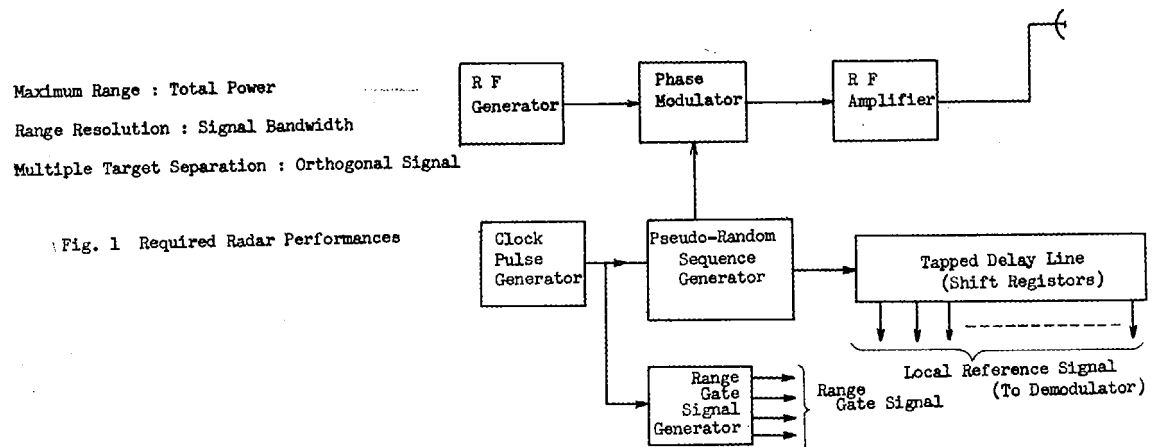 Maximum Range : Total Power
Range Resolution : Signal Bandwidth
Multiple Target Separation : Orthogonal Signal
Fig. 1 Required Radar Performances
R F
Generator
Phase
Modulator
R F
Amplifier
Clock
Pulse
Generator
Pseudo-Random
Sequence
Generator
Tapped Delay Line
(Shift Registors)
Local Reference Signal
(To Demodulator)
Range
Gate
Signal
Generator
Range
Gate Signal